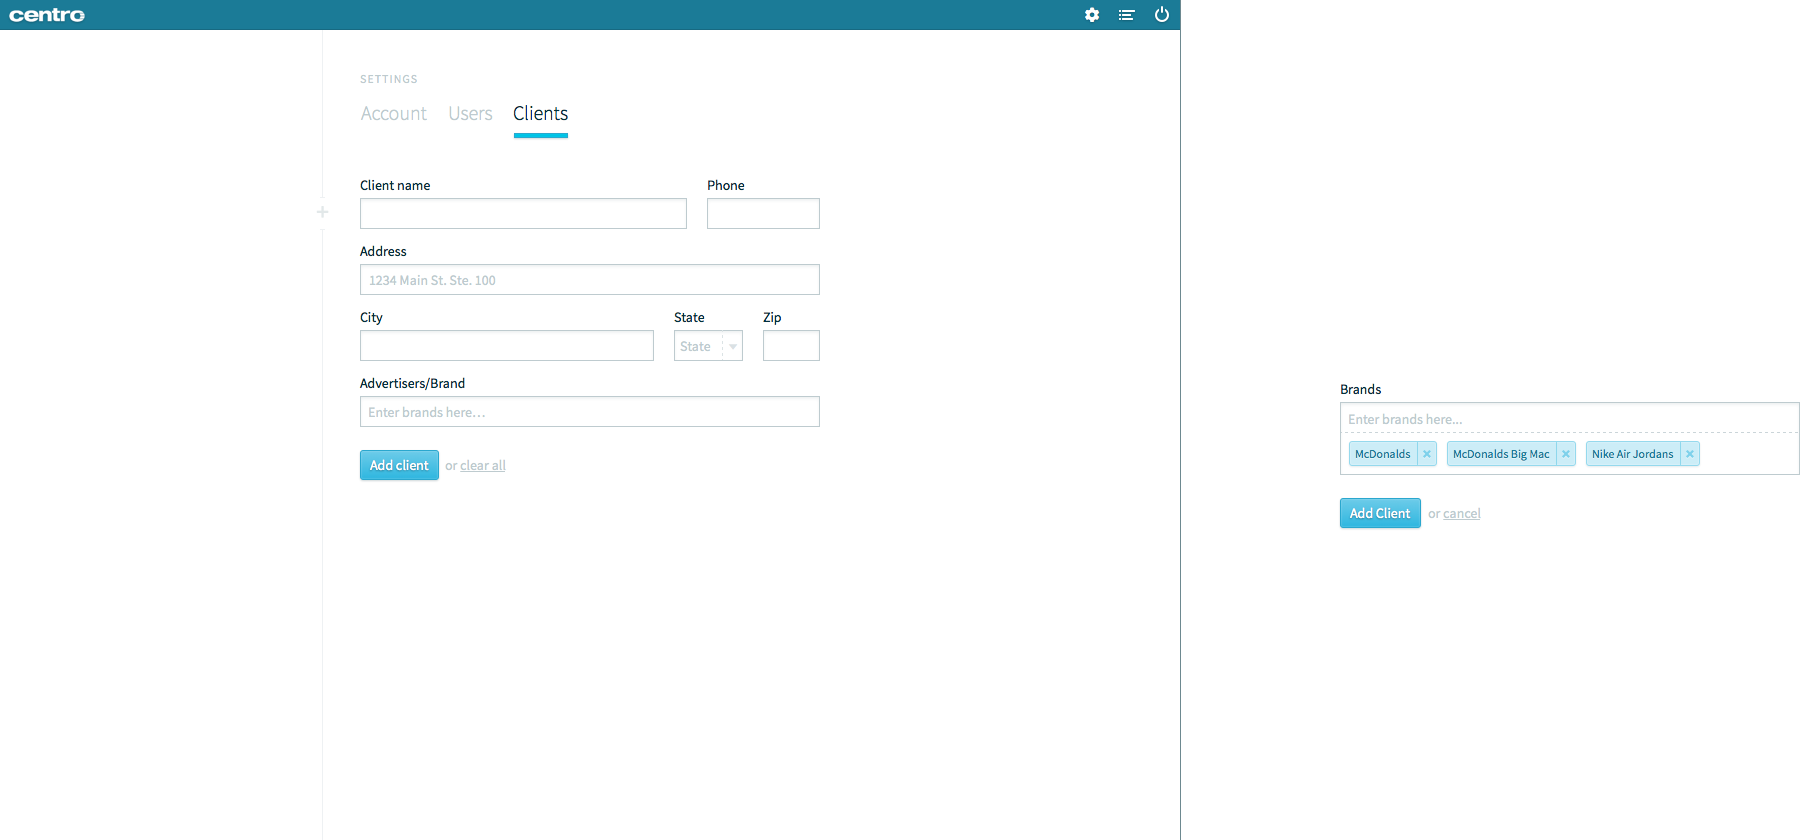 centro
SETTINGS
Account Users Clients
Client name Phone
Address
1234 Main St. Ste. 100
City State Zip
State
Advertisers/Brand
Enter brands here...
Add client or clear all
Brands
Enter brands here...
McDonalds × McDonalds Big Mac × Nike Air Jordans ×
Add Client or cancel